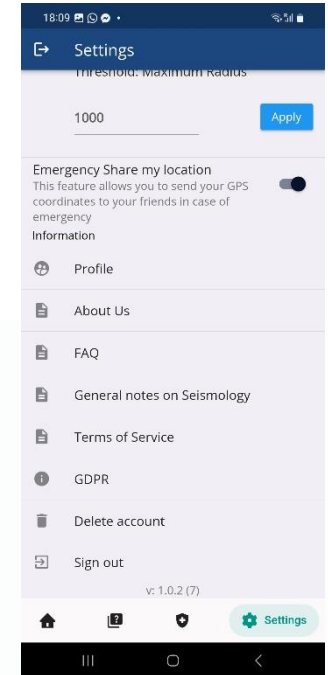 18:09
Settings
Threshold: Maximum Radius
1000
Apply
Emergency Share my location
This feature allows you to send your GPS
coordinates to your friends in case of
emergency
Information
Profile
About Us
FAQ
General notes on Seismology
Terms of Service
GDPR
Delete account
Sign out
v: 1.0.2 (7)
Settings